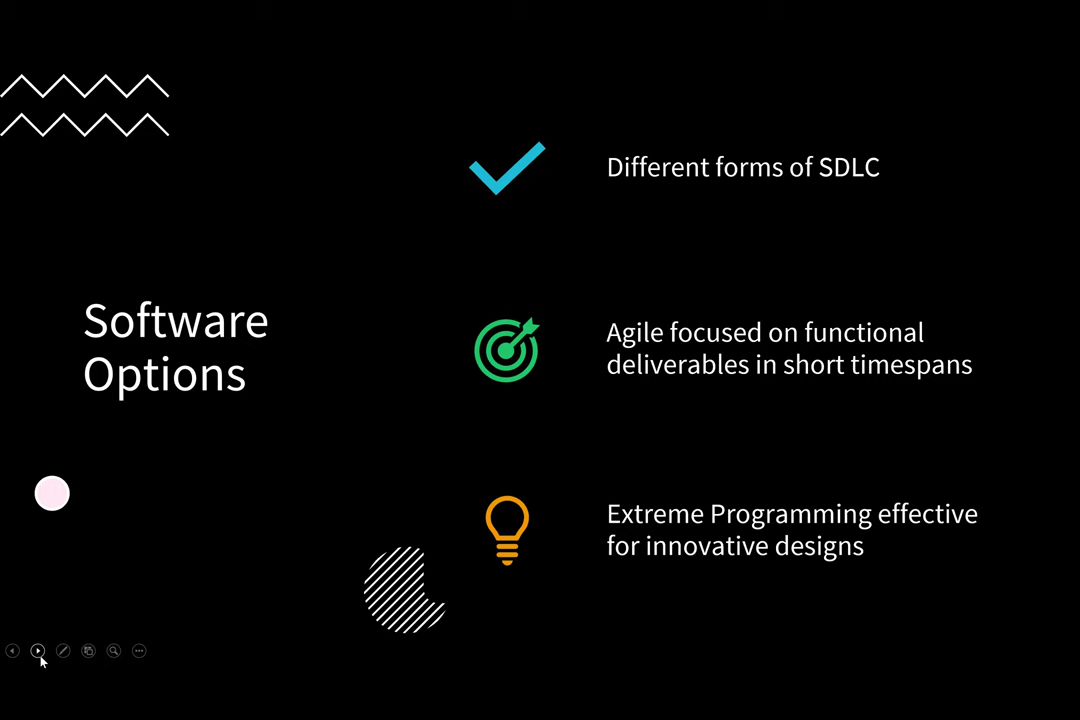 Software
Options
Different forms of SDLC
Agile focused on functional
deliverables in short timespans
Extreme Programming effective
for innovative designs